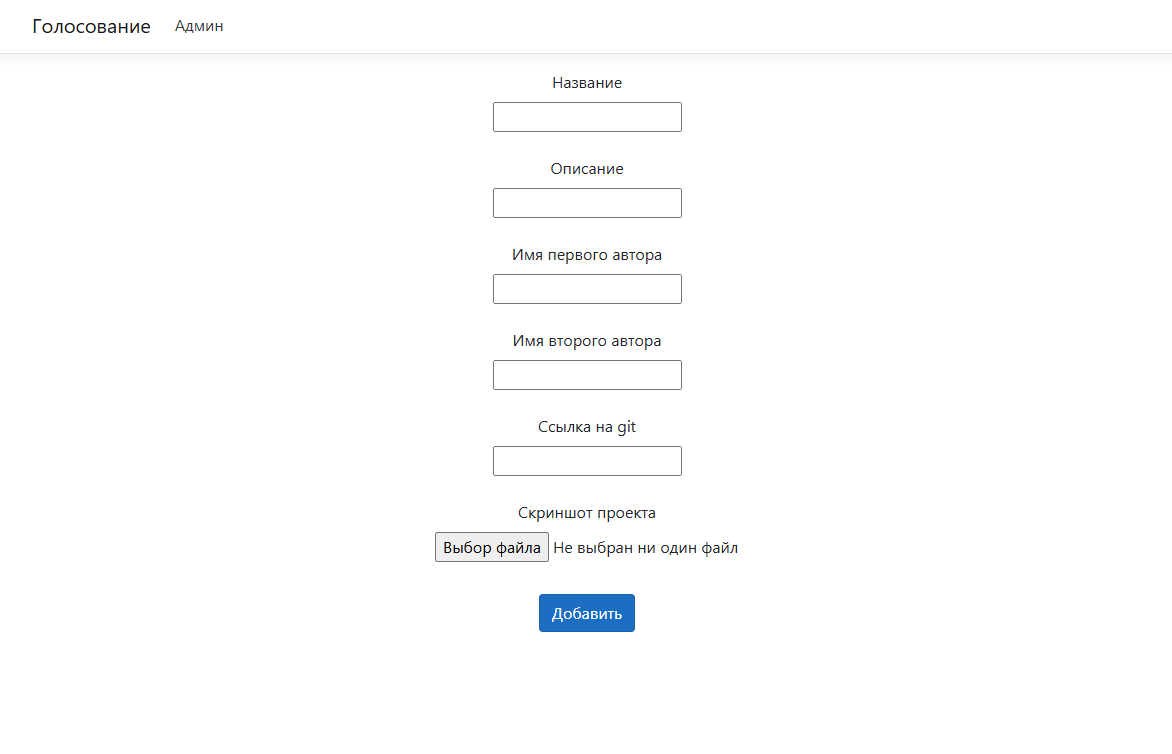 Голосование Админ
Название
Описание
Имя первого автора
Имя второго автора
Ссылка на git
Скриншот проекта
Выбор файла Не выбран ни один файл
Добавить